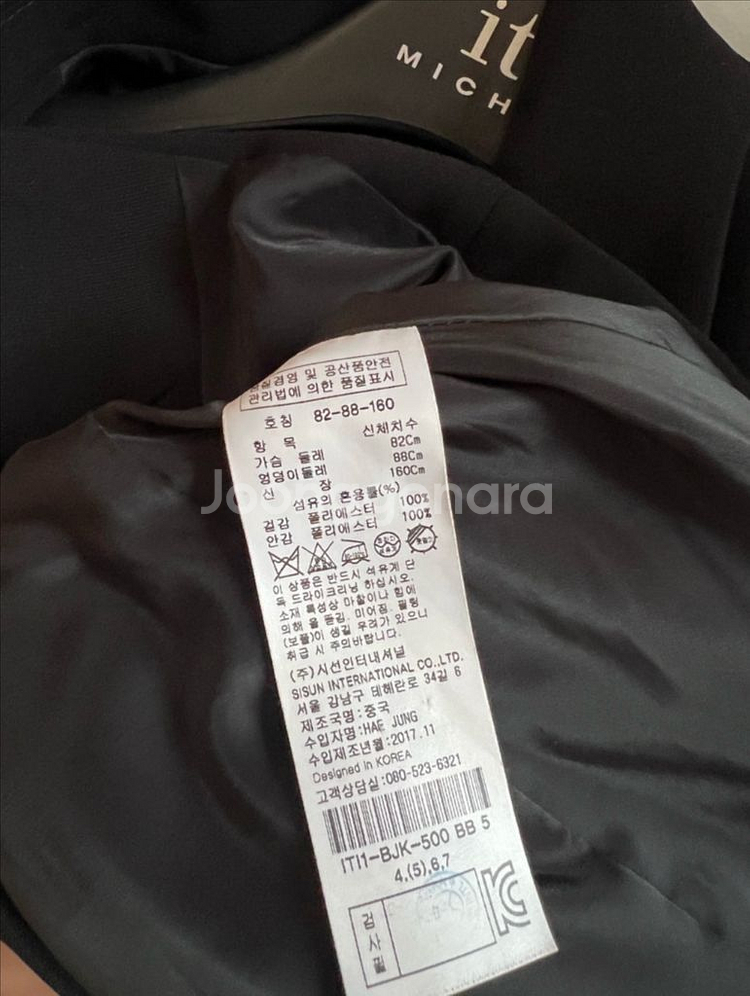 it
MICH
품질경영 및 공산품안전
관리법에 의한 품질표시
호칭 82-88-160
항 목 신체치수
가슴 둘레 82Cm
엉덩이둘레 88Cm
신 장 160Cm
섬유의 혼용률(%)
겉감 폴리에스터 100%
안감 폴리에스터 100%
이 상품은 반드시 석유계 단
독 드라이크리닝 하십시오.
소재 특성상 마찰이나 힘에
의해 올 뜯김. 미어짐. 필링
(보풀)이 생길 우려가 있으니
취급 시 주의바랍니다.
(주)시선인터내셔널
SISUN INTERNATIONAL CO.,LTD.
서울 강남구 테헤란로 34길 6
제조국명:중국
수입자명:HAE JUNG
수입제조년월:2017.11
Designed in KOREA
고객상담실:080-523-6321
ITI1-BJK-500 BB 5
4,(5),6,7
검사필
KC
Joonggonara